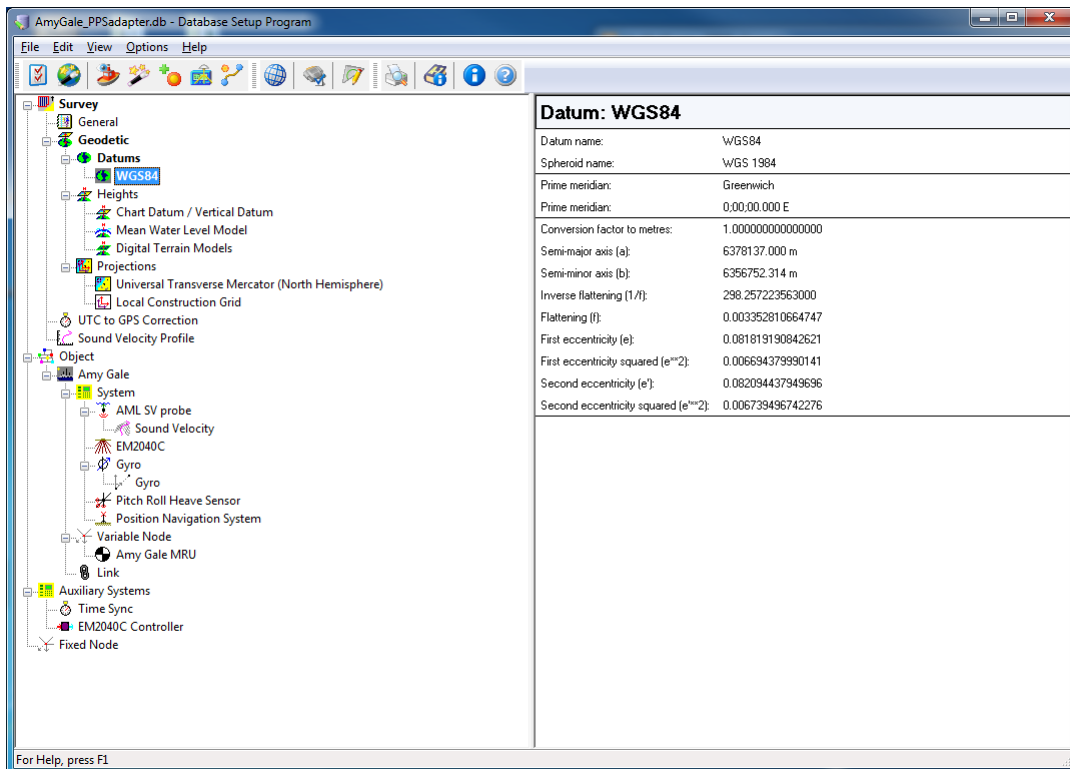 AmyGale_PPSadapter.db - Database Setup Program
File Edit View Options Help
Survey
General
Geodetic
Datums
WGS84
Heights
Chart Datum / Vertical Datum
Mean Water Level Model
Digital Terrain Models
Projections
Universal Transverse Mercator (North Hemisphere)
Local Construction Grid
UTC to GPS Correction
Sound Velocity Profile
Object
Amy Gale
System
AML SV probe
Sound Velocity
EM2040C
Gyro
Gyro
Pitch Roll Heave Sensor
Position Navigation System
Variable Node
Amy Gale MRU
Link
Auxiliary Systems
Time Sync
EM2040C Controller
Fixed Node
Datum: WGS84
Datum name: WGS84
Spheroid name: WGS 1984
Prime meridian: Greenwich
Prime meridian: 0;00;00.000 E
Conversion factor to metres: 1.000000000000000
Semi-major axis (a): 6378137.000 m
Semi-minor axis (b): 6356752.314 m
Inverse flattening (1/f): 298.257223563000
Flattening (f): 0.003352810664747
First eccentricity (e): 0.081819190842621
First eccentricity squared (e**2): 0.006694379990141
Second eccentricity (e'): 0.082094437949696
Second eccentricity squared (e'**2): 0.006739496742276
For Help, press F1